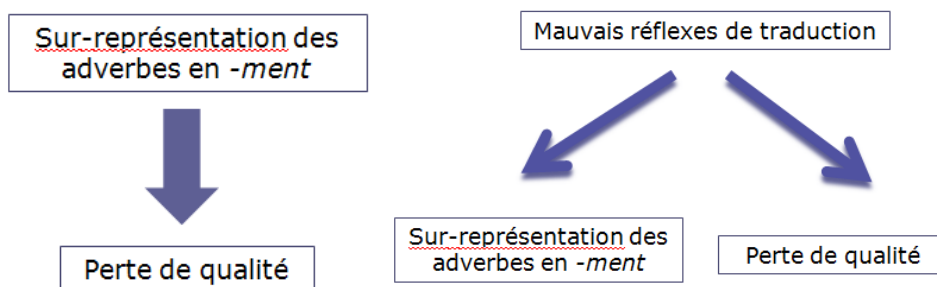 Sur-représentation des
adverbes en -ment
Perte de qualité
Mauvais réflexes de traduction
Sur-représentation des
adverbes en -ment
Perte de qualité